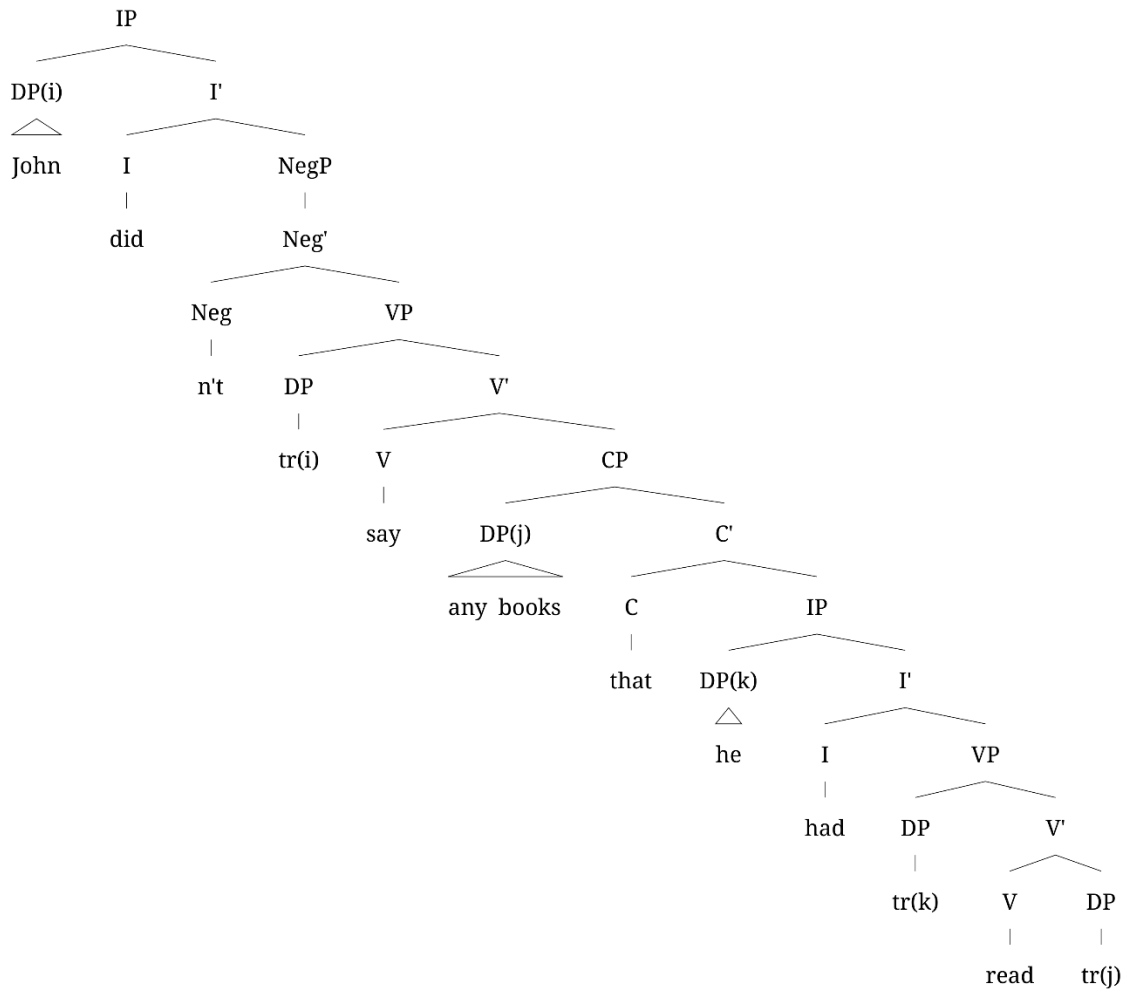 IP
DP(i) I'
John I NegP
did Neg'
Neg VP
n't DP V'
tr(i) V CP
say DP(j) C'
any books C IP
that DP(k) I'
he I VP
had DP V'
tr(k) V DP
read tr(j)